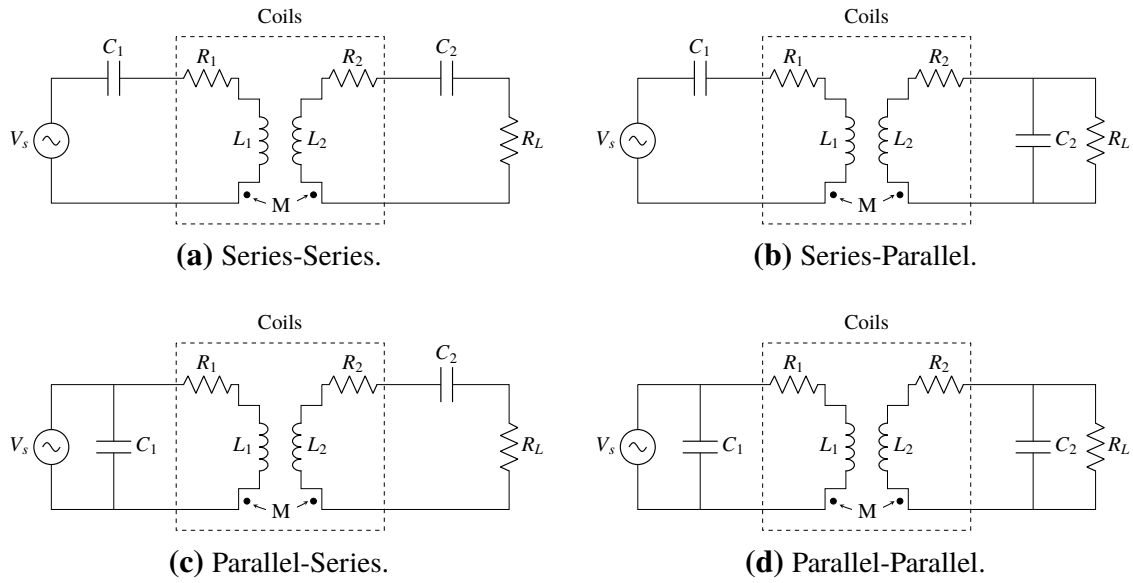 Coils
C1 R1 R2 C2
Vs L1 L2 RL
M
(a) Series-Series.
Coils
C1 R1 R2
Vs L1 L2 C2 RL
M
(b) Series-Parallel.
Coils
R1 R2 C2
Vs C1 L1 L2 RL
M
(c) Parallel-Series.
Coils
R1 R2
Vs C1 L1 L2 C2 RL
M
(d) Parallel-Parallel.